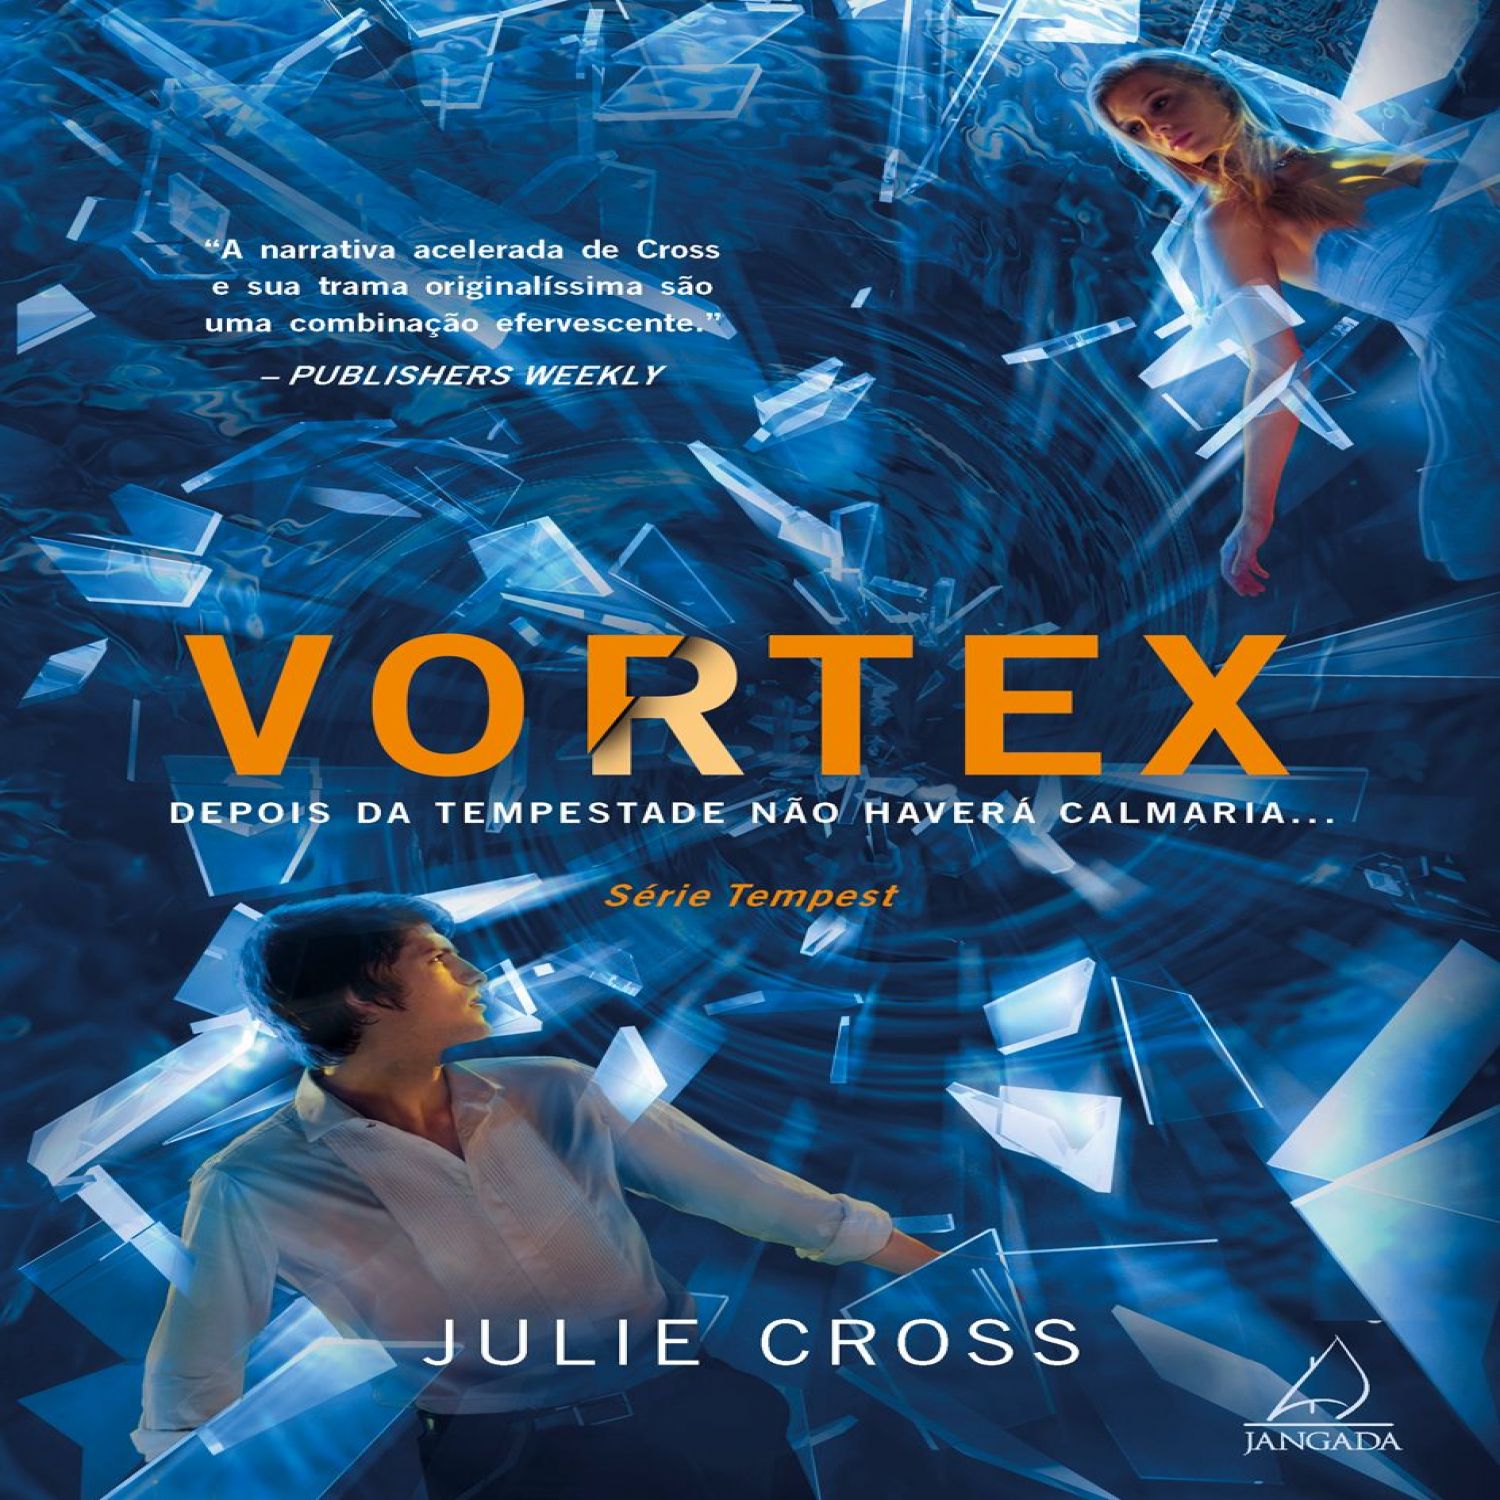 “A narrativa acelerada de Cross
e sua trama originalíssima são
uma combinação efervescente.”
– PUBLISHERS WEEKLY
VORTEX
DEPOIS DA TEMPESTADE NÃO HAVERÁ CALMARIA...
Série Tempest
JULIE CROSS
JANGADA